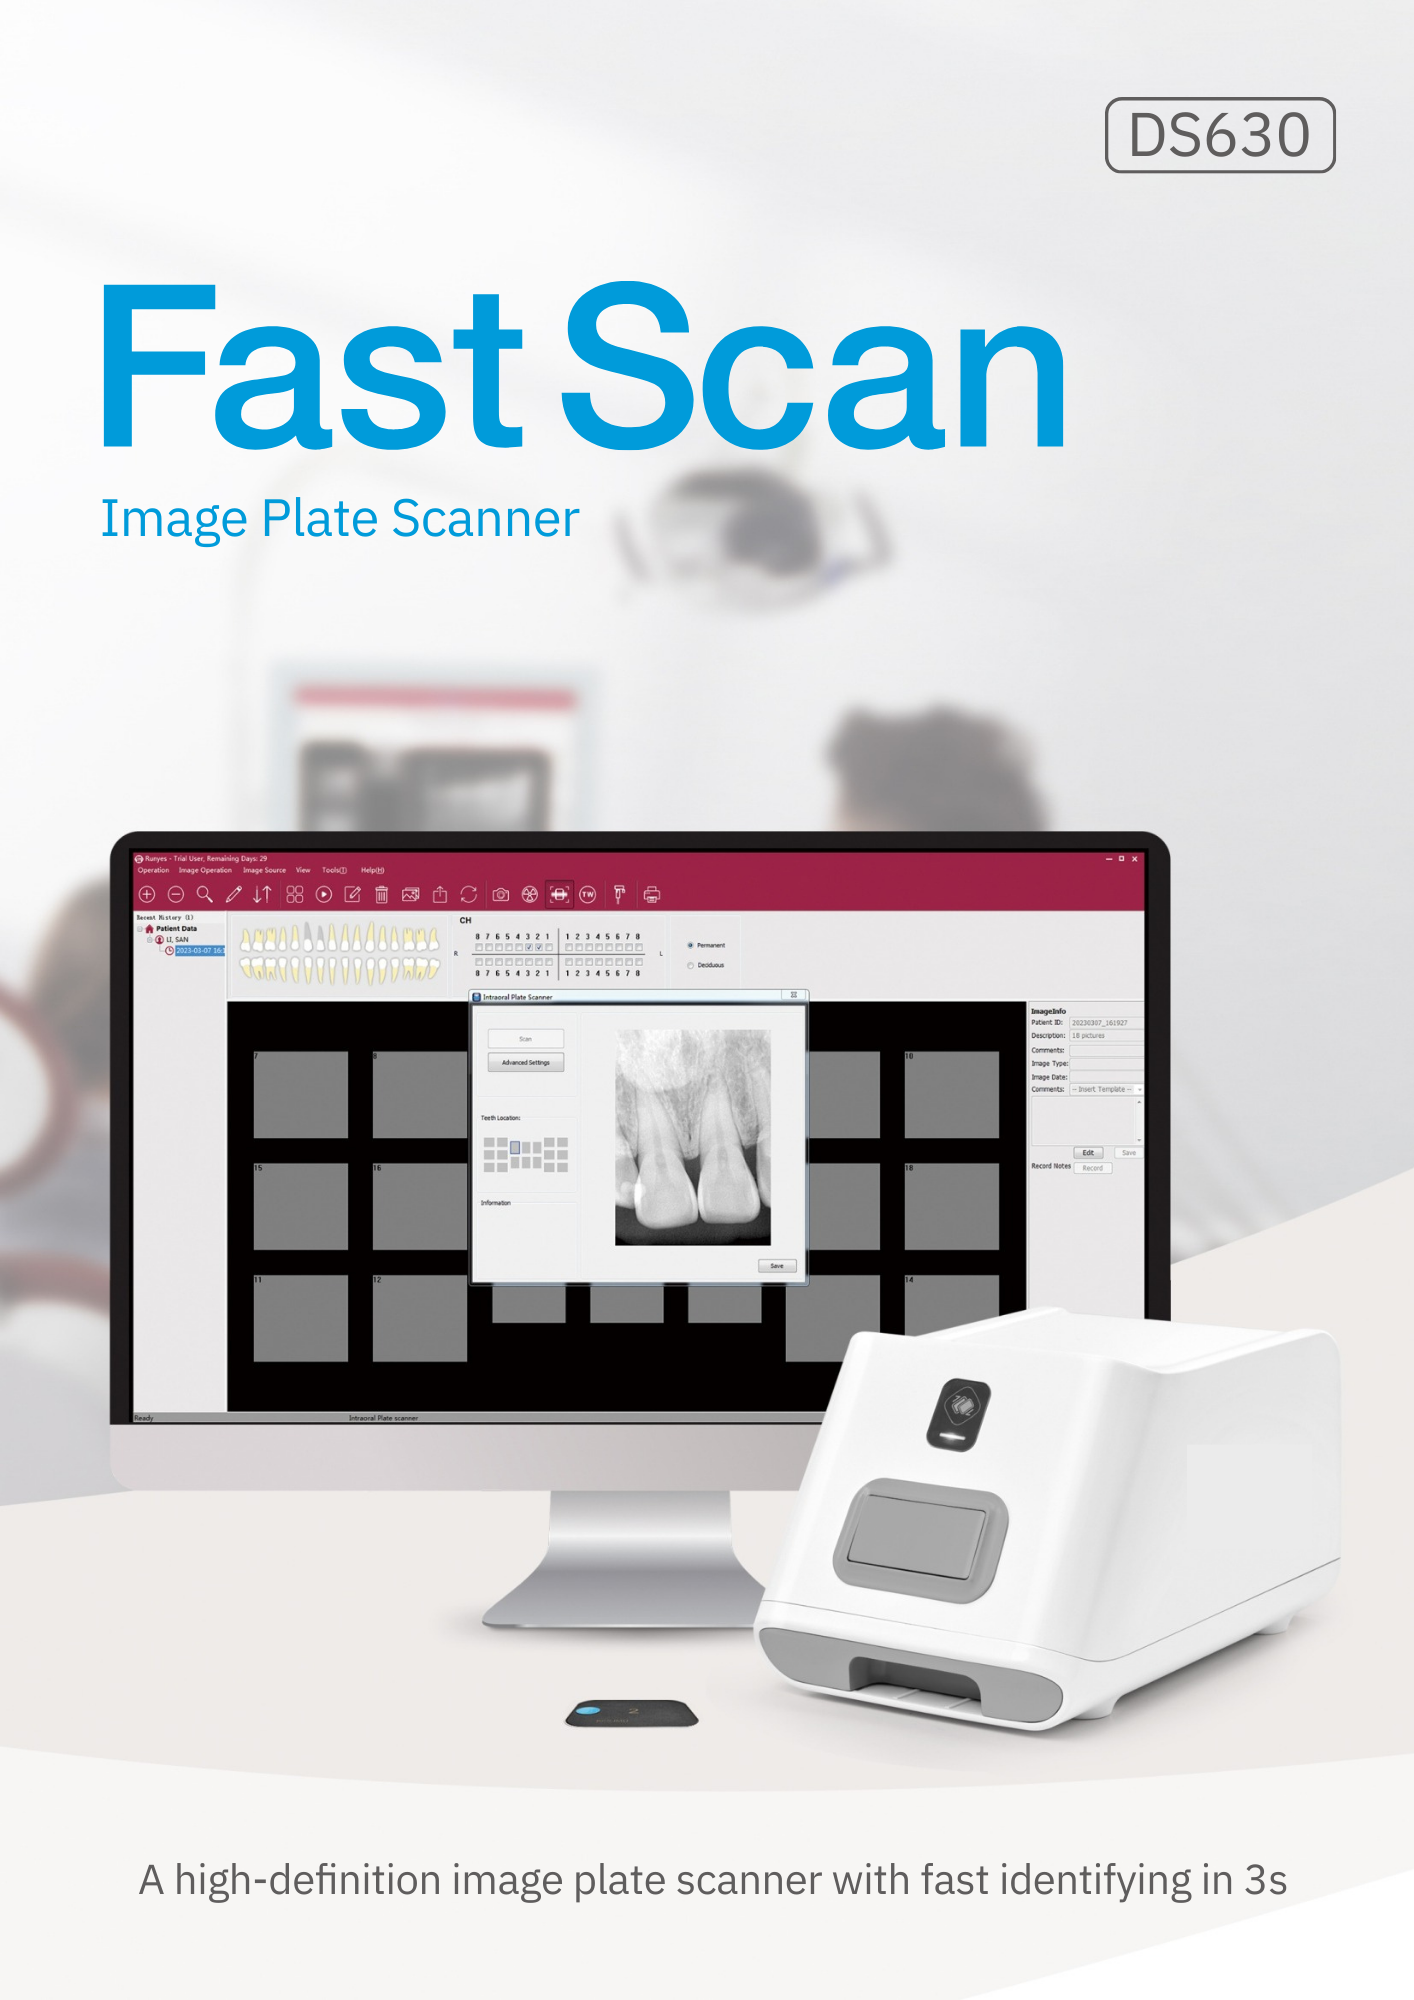 DS630
Fast Scan
Image Plate Scanner
Runyes - Trial User, Remaining Days: 29
Operation Image Operation Image Source View Tools(T) Help(H)
TW
Recent History (1)
Patient Data
LI, SAN
2023-03-07 16:1
CH
8 7 6 5 4 3 2 1 1 2 3 4 5 6 7 8
R L
8 7 6 5 4 3 2 1 1 2 3 4 5 6 7 8
Permanent
Deciduous
Intraoral Plate Scanner
Scan
Advanced Settings
Teeth Location:
Information
Save
7 8 10
15 16 18
11 12 14
ImageInfo
Patient ID: 20230307_161927
Description: 18 pictures
Comments:
Image Type:
Image Date:
Comments: -- Insert Template --
Edit Save
Record Notes Record
Ready Intraoral Plate scanner
2
A high-definition image plate scanner with fast identifying in 3s